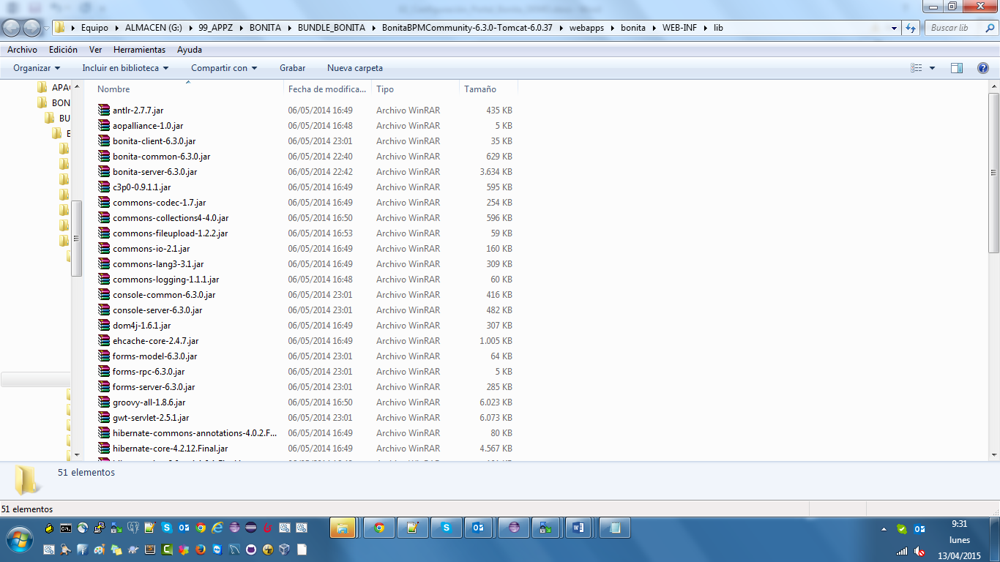 Equipo ALMACEN (G:) 99_APPZ BONITA BUNDLE_BONITA BonitaBPMCommunity-6.3.0-Tomcat-6.0.37 webapps bonita WEB-INF lib
Buscar lib
Archivo Edición Ver Herramientas Ayuda
Organizar Incluir en biblioteca Compartir con Grabar Nueva carpeta
APA
BON
BU
Nombre Fecha de modifica... Tipo Tamaño
antlr-2.7.7.jar 06/05/2014 16:49 Archivo WinRAR 435 KB
aopalliance-1.0.jar 06/05/2014 16:48 Archivo WinRAR 5 KB
bonita-client-6.3.0.jar 06/05/2014 23:01 Archivo WinRAR 35 KB
bonita-common-6.3.0.jar 06/05/2014 22:40 Archivo WinRAR 629 KB
bonita-server-6.3.0.jar 06/05/2014 22:42 Archivo WinRAR 3.634 KB
c3p0-0.9.1.1.jar 06/05/2014 16:49 Archivo WinRAR 595 KB
commons-codec-1.7.jar 06/05/2014 16:49 Archivo WinRAR 254 KB
commons-collections4-4.0.jar 06/05/2014 16:50 Archivo WinRAR 596 KB
commons-fileupload-1.2.2.jar 06/05/2014 16:53 Archivo WinRAR 59 KB
commons-io-2.1.jar 06/05/2014 16:49 Archivo WinRAR 160 KB
commons-lang3-3.1.jar 06/05/2014 16:49 Archivo WinRAR 309 KB
commons-logging-1.1.1.jar 06/05/2014 16:48 Archivo WinRAR 60 KB
console-common-6.3.0.jar 06/05/2014 23:01 Archivo WinRAR 416 KB
console-server-6.3.0.jar 06/05/2014 23:01 Archivo WinRAR 482 KB
dom4j-1.6.1.jar 06/05/2014 16:49 Archivo WinRAR 307 KB
ehcache-core-2.4.7.jar 06/05/2014 16:49 Archivo WinRAR 1.005 KB
forms-model-6.3.0.jar 06/05/2014 23:01 Archivo WinRAR 64 KB
forms-rpc-6.3.0.jar 06/05/2014 23:01 Archivo WinRAR 5 KB
forms-server-6.3.0.jar 06/05/2014 23:01 Archivo WinRAR 285 KB
groovy-all-1.8.6.jar 06/05/2014 16:50 Archivo WinRAR 6.023 KB
gwt-servlet-2.5.1.jar 06/05/2014 23:01 Archivo WinRAR 6.073 KB
hibernate-commons-annotations-4.0.2.F... 06/05/2014 16:49 Archivo WinRAR 80 KB
hibernate-core-4.2.12.Final.jar 06/05/2014 16:49 Archivo WinRAR 4.567 KB
51 elementos
51 elementos
9:31
lunes
13/04/2015